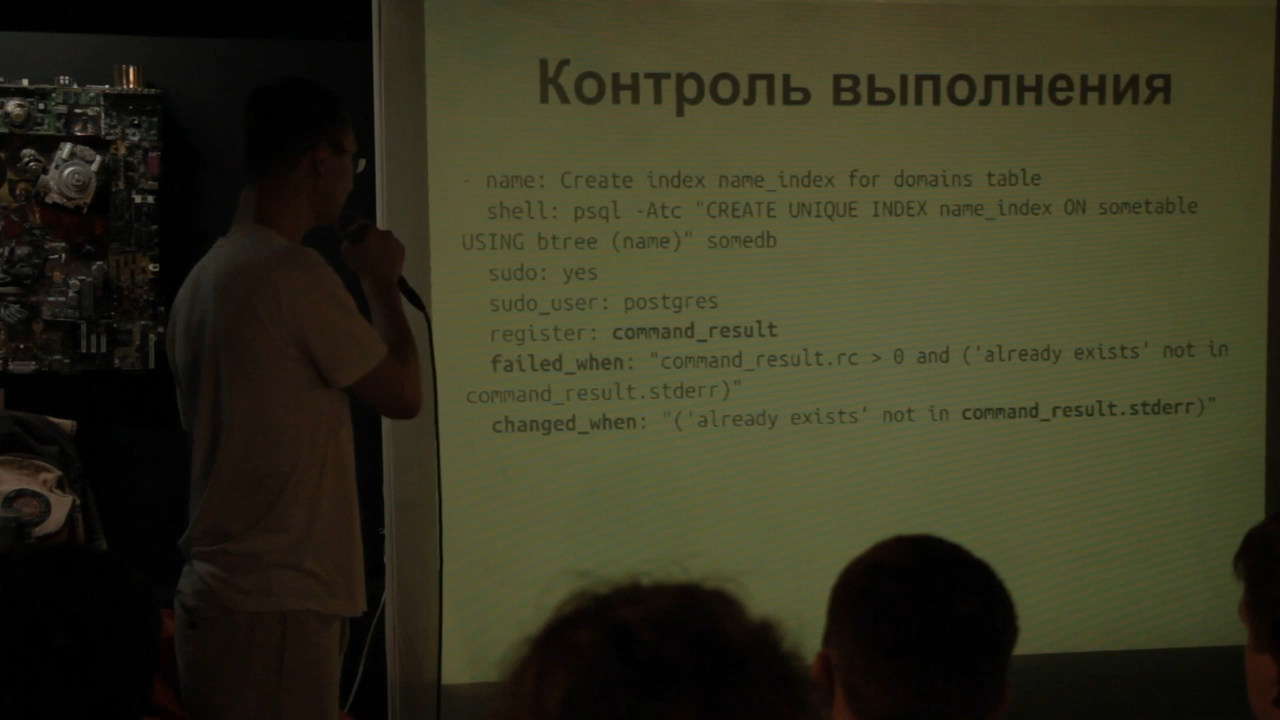 Контроль выполнения
- name: Create index name_index for domains table
shell: psql -Atc "CREATE UNIQUE INDEX name_index ON sometable
USING btree (name)" somedb
sudo: yes
sudo_user: postgres
register: command_result
failed_when: "command_result.rc > 0 and ('already exists' not in
command_result.stderr)"
changed_when: "('already exists' not in command_result.stderr)"